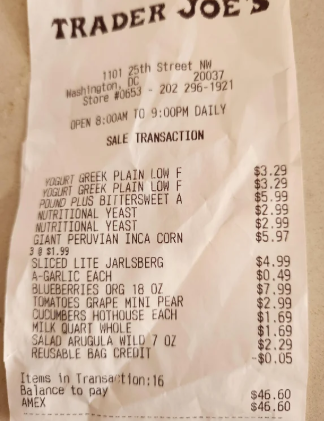 TRADER JOE'S
1101 25th Street NW
Washington, DC 20037
Store #0653 - 202 296-1921
OPEN 8:00AM TO 9:00PM DAILY
SALE TRANSACTION
YOGURT GREEK PLAIN LOW F $3.29
YOGURT GREEK PLAIN LOW F $3.29
POUND PLUS BITTERSWEET A $5.99
NUTRITIONAL YEAST $2.99
NUTRITIONAL YEAST $2.99
GIANT PERUVIAN INCA CORN $5.97
3 @ $1.99
SLICED LITE JARLSBERG $4.99
A-GARLIC EACH $0.49
BLUEBERRIES ORG 18 OZ $7.99
TOMATOES GRAPE MINI PEAR $2.99
CUCUMBERS HOTHOUSE EACH $1.69
MILK QUART WHOLE $1.69
SALAD ARUGULA WILD 7 OZ $2.29
REUSABLE BAG CREDIT -$0.05
Items in Transaction:16
Balance to pay $46.60
AMEX $46.60